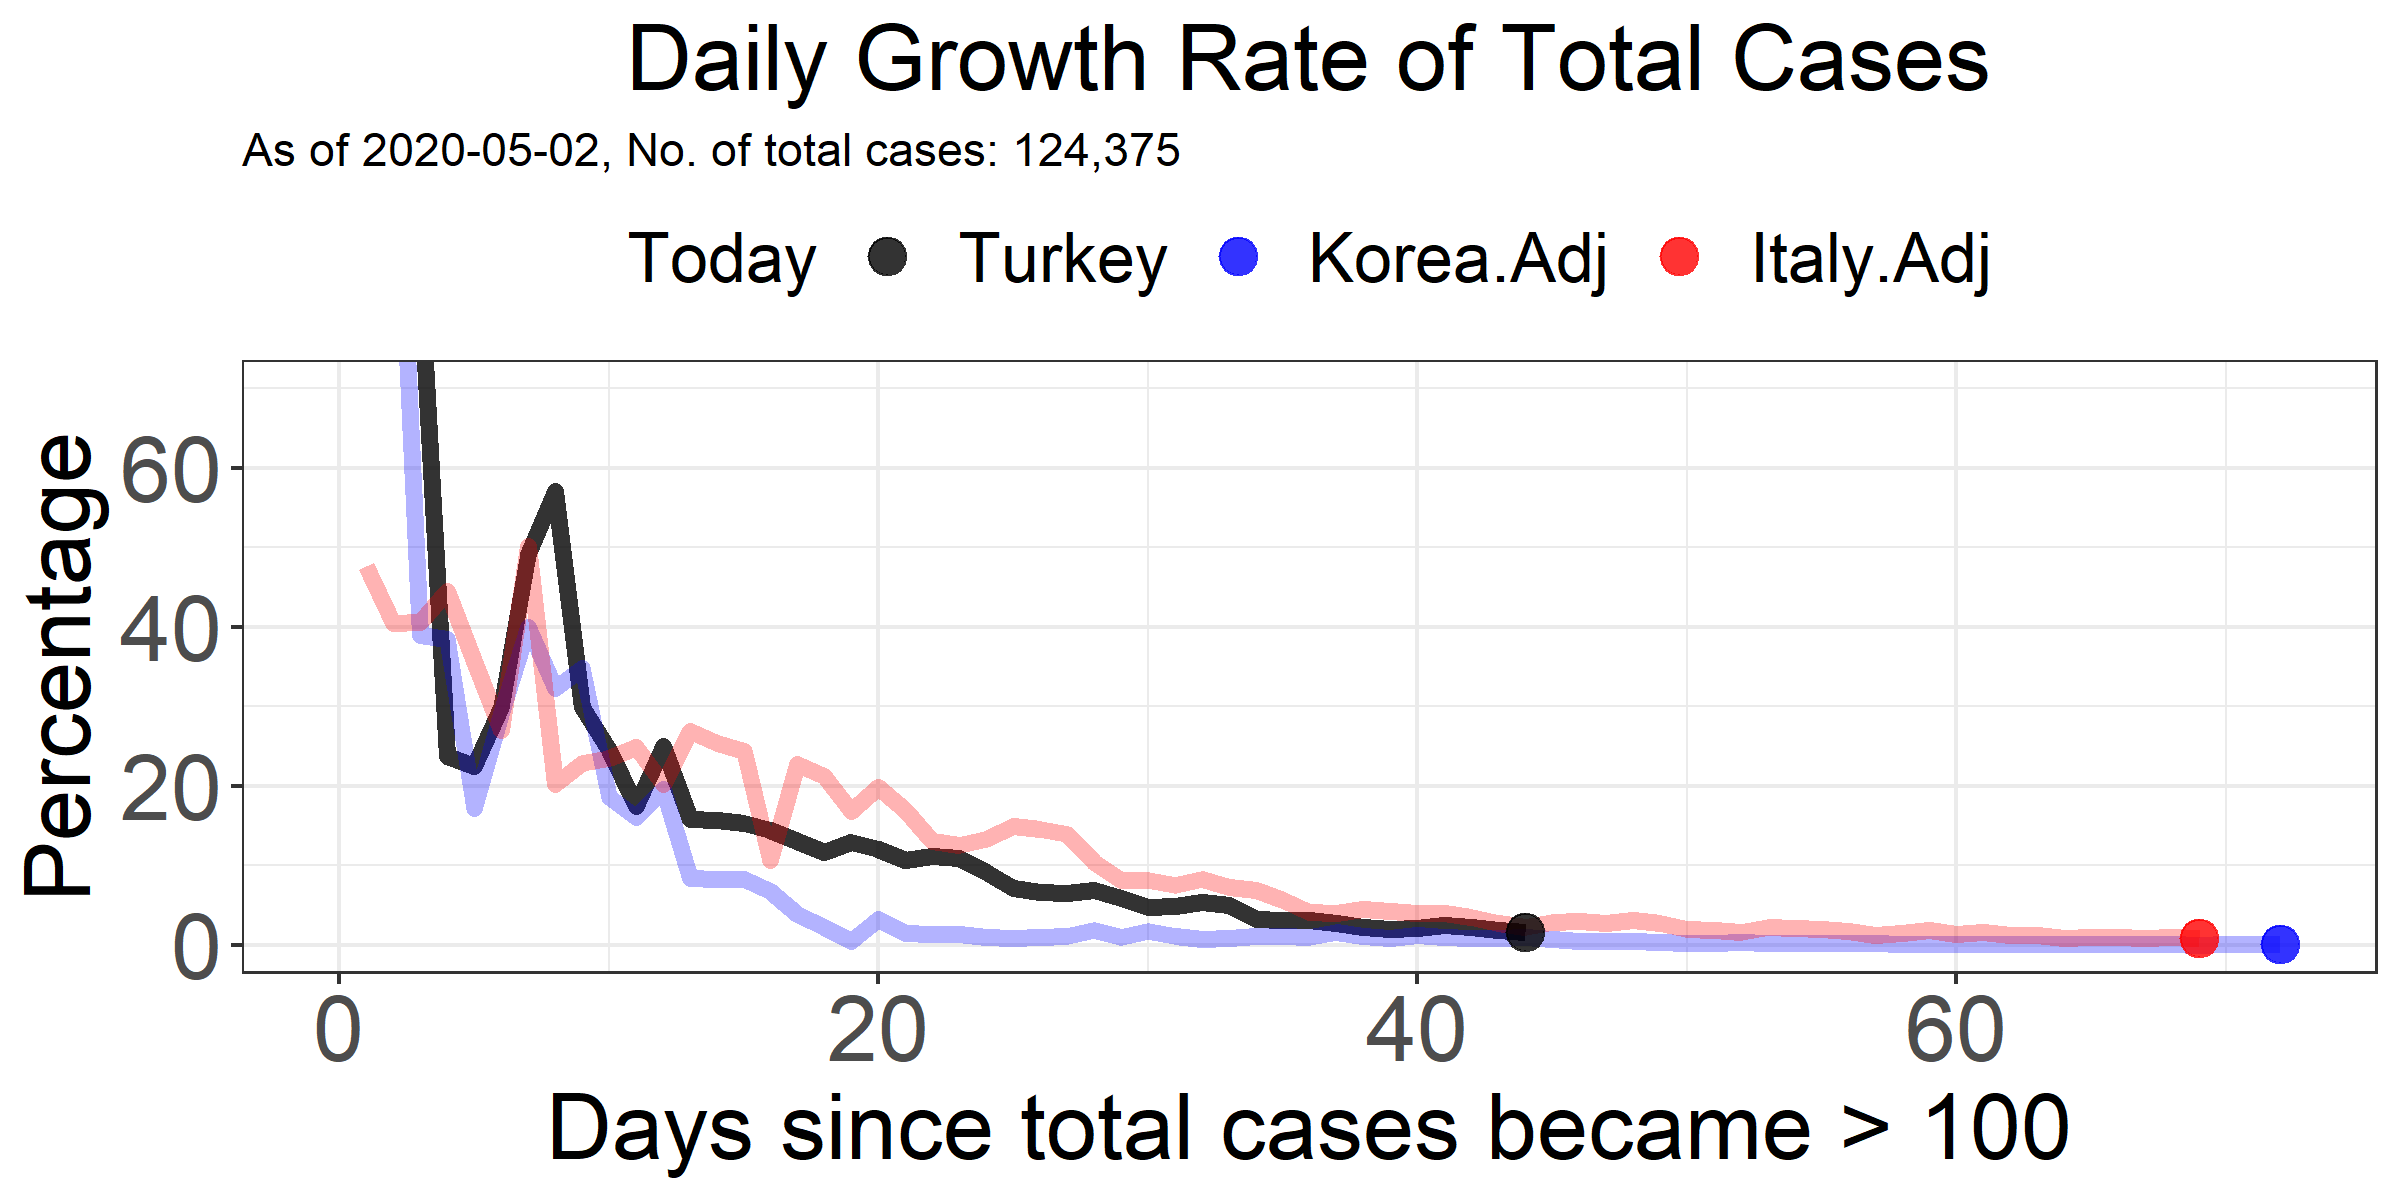 Daily Growth Rate of Total Cases
As of 2020-05-02, No. of total cases: 124,375
Today Turkey Korea.Adj Italy.Adj
Percentage
60
40
20
0
0 20 40 60
Days since total cases became > 100